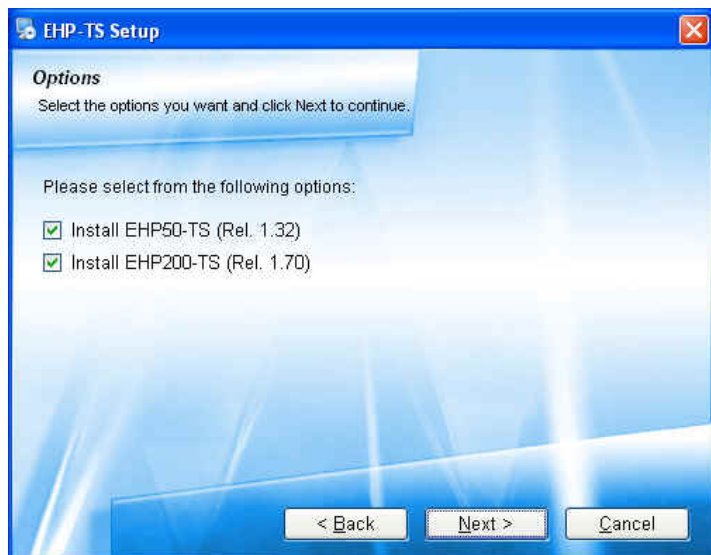 EHP-TS Setup
Options
Select the options you want and click Next to continue.
Please select from the following options:
Install EHP50-TS (Rel. 1.32)
Install EHP200-TS (Rel. 1.70)
< Back
Next >
Cancel